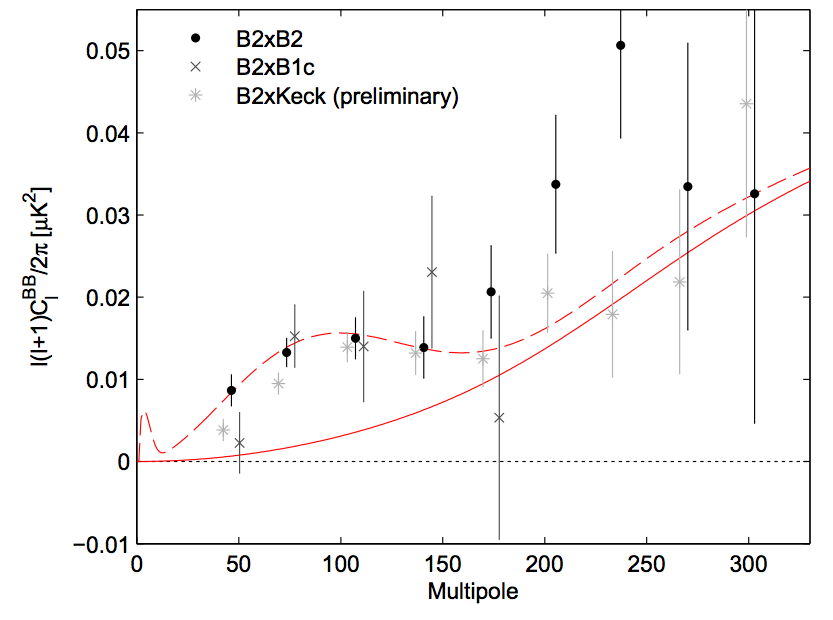 0.05
0.04
0.03
0.02
0.01
0
−0.01
l(l+1)C_l^BB/2π [μK²]
B2xB2
B2xB1c
B2xKeck (preliminary)
0 50 100 150 200 250 300
Multipole